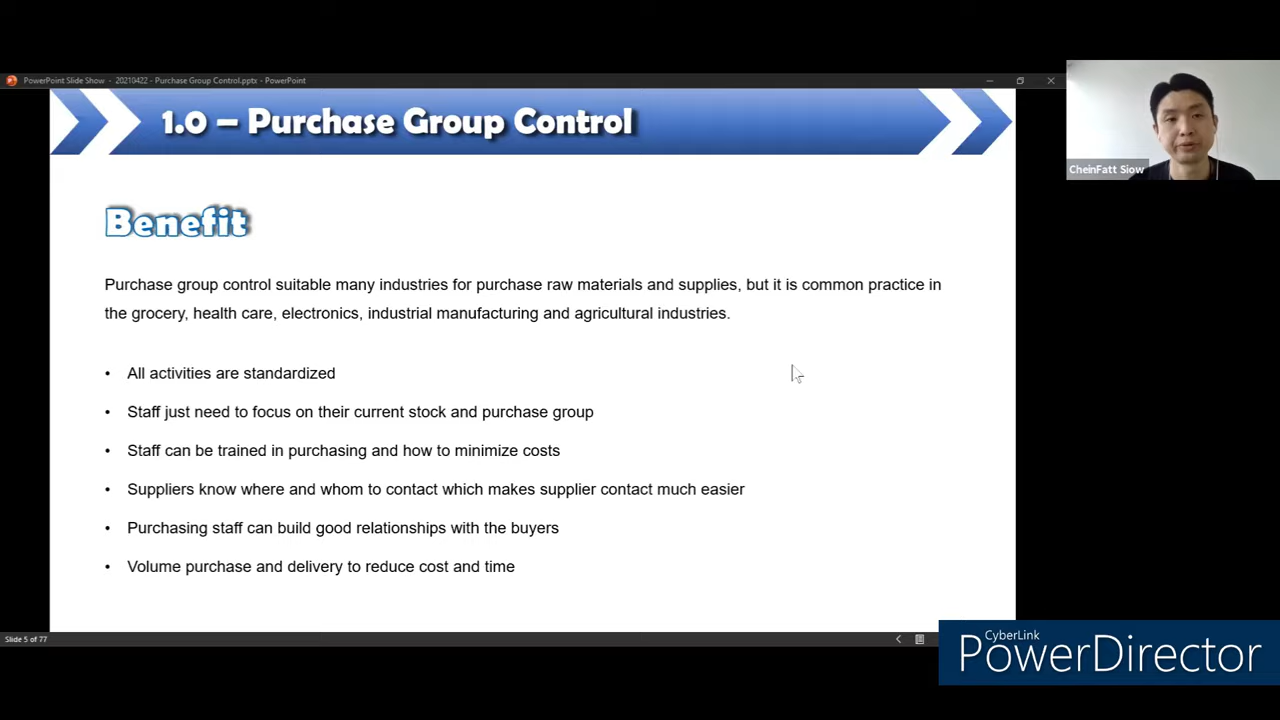 PowerPoint Slide Show - 20210422 - Purchase Group Control.pptx - PowerPoint
1.0 – Purchase Group Control
CheinFatt Siow
Benefit
Purchase group control suitable many industries for purchase raw materials and supplies, but it is common practice in
the grocery, health care, electronics, industrial manufacturing and agricultural industries.
• All activities are standardized
• Staff just need to focus on their current stock and purchase group
• Staff can be trained in purchasing and how to minimize costs
• Suppliers know where and whom to contact which makes supplier contact much easier
• Purchasing staff can build good relationships with the buyers
• Volume purchase and delivery to reduce cost and time
Slide 5 of 77
CyberLink
PowerDirector